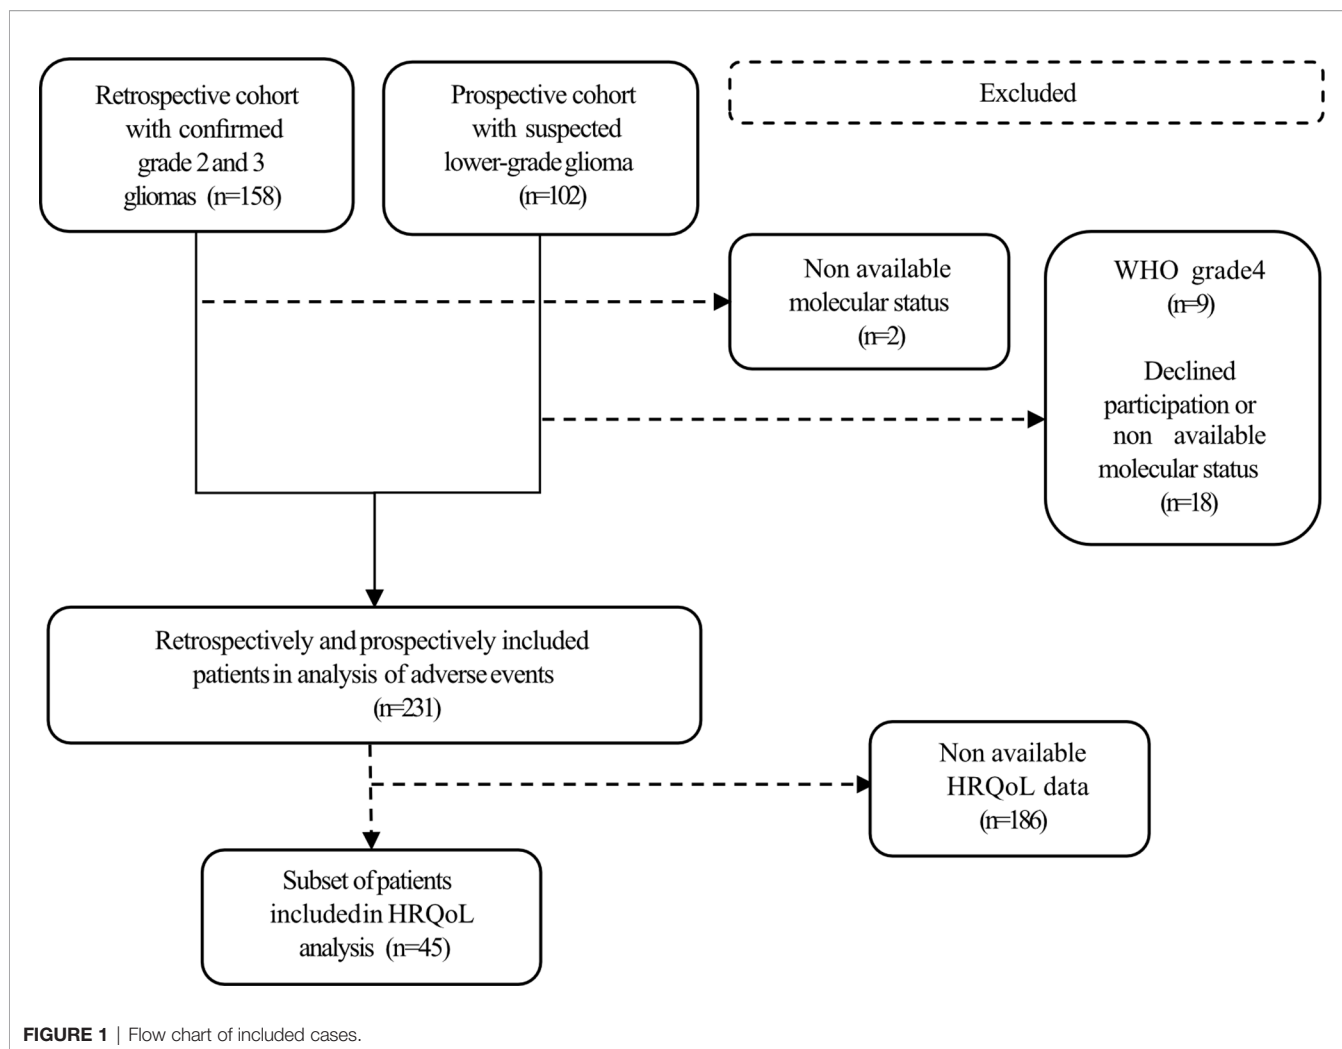 Retrospective cohort
with confirmed
grade 2 and 3
gliomas (n=158)
Prospective cohort
with suspected
lower-grade glioma
(n=102)
Excluded
Non available
molecular status
(n=2)
WHO grade4
(n=9)
Declined
participation or
non available
molecular status
(n=18)
Retrospectively and prospectively included
patients in analysis of adverse events
(n=231)
Non available
HRQoL data
(n=186)
Subset of patients
included in HRQoL
analysis (n=45)
FIGURE 1 | Flow chart of included cases.